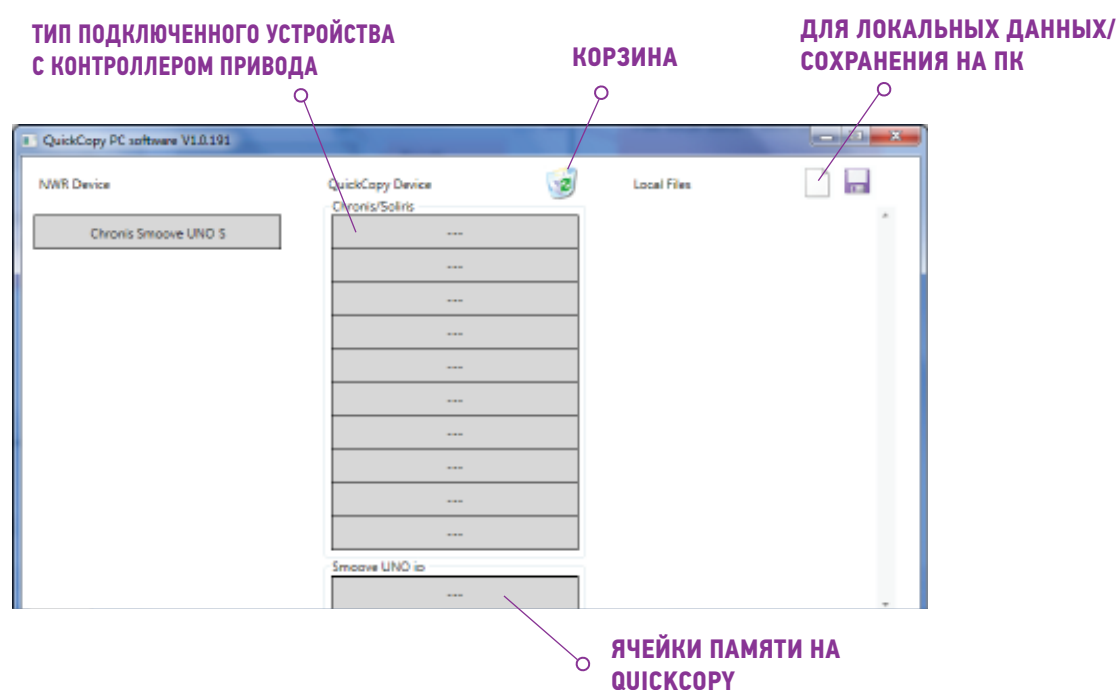 ТИП ПОДКЛЮЧЕННОГО УСТРОЙСТВА
С КОНТРОЛЛЕРОМ ПРИВОДА
КОРЗИНА
ДЛЯ ЛОКАЛЬНЫХ ДАННЫХ/
СОХРАНЕНИЯ НА ПК
QuickCopy PC software V1.0.191
NWR Device
QuickCopy Device
Local Files
Chronis/Soliris
Chronis Smoove UNO S
---
---
---
---
---
---
---
---
---
---
Smoove UNO io
---
ЯЧЕЙКИ ПАМЯТИ НА
QUICKCOPY